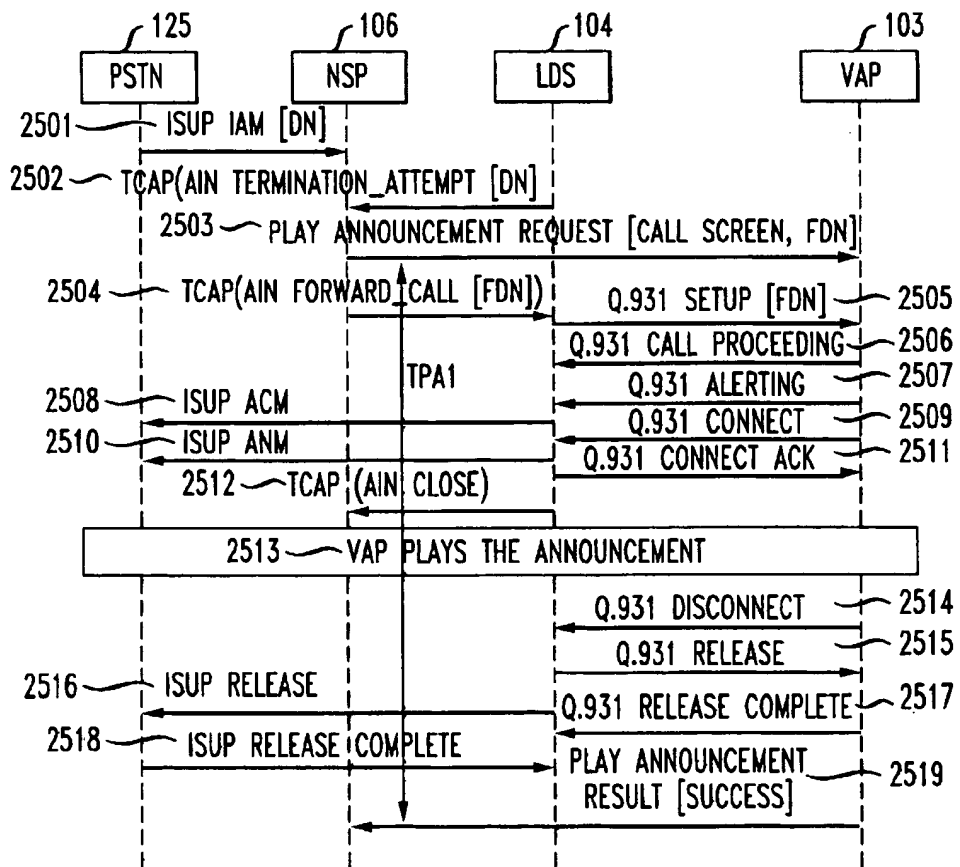 125 106 104 103
PSTN NSP LDS VAP
2501 ISUP IAM [DN]
2502 TCAP(AIN TERMINATION_ATTEMPT [DN]
2503 PLAY ANNOUNCEMENT REQUEST [CALL SCREEN, FDN]
2504 TCAP(AIN FORWARD_CALL [FDN])
Q.931 SETUP [FDN] 2505
Q.931 CALL PROCEEDING 2506
TPA1
Q.931 ALERTING 2507
2508 ISUP ACM
Q.931 CONNECT 2509
2510 ISUP ANM
Q.931 CONNECT ACK 2511
2512 TCAP (AIN CLOSE)
2513 VAP PLAYS THE ANNOUNCEMENT
Q.931 DISCONNECT 2514
Q.931 RELEASE 2515
2516 ISUP RELEASE
Q.931 RELEASE COMPLETE 2517
2518 ISUP RELEASE COMPLETE
PLAY ANNOUNCEMENT
RESULT [SUCCESS] 2519